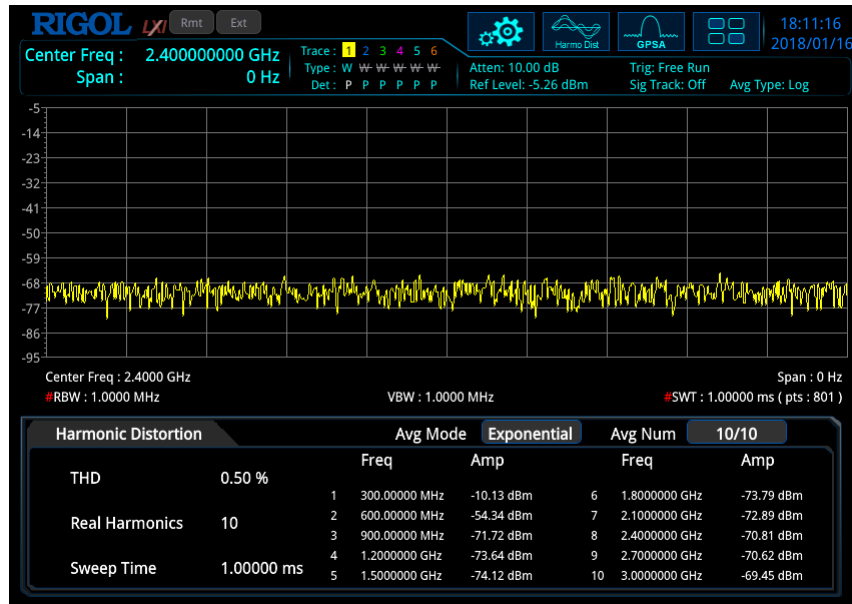 RIGOL LXI Rmt Ext
Harmo Dist GPSA
18:11:16
2018/01/16
Center Freq : 2.400000000 GHz
Span : 0 Hz
Trace : 1 2 3 4 5 6
Type : W W W W W W
Det : P P P P P P
Atten: 10.00 dB Trig: Free Run
Ref Level: -5.26 dBm Sig Track: Off Avg Type: Log
-5
-14
-23
-32
-41
-50
-59
-68
-77
-86
-95
Center Freq : 2.4000 GHz Span : 0 Hz
#RBW : 1.0000 MHz VBW : 1.0000 MHz #SWT : 1.00000 ms ( pts : 801 )
Harmonic Distortion Avg Mode Exponential Avg Num 10/10
Freq Amp Freq Amp
THD 0.50 %
1 300.00000 MHz -10.13 dBm 6 1.8000000 GHz -73.79 dBm
2 600.00000 MHz -54.34 dBm 7 2.1000000 GHz -72.89 dBm
Real Harmonics 10
3 900.00000 MHz -71.72 dBm 8 2.4000000 GHz -70.81 dBm
4 1.2000000 GHz -73.64 dBm 9 2.7000000 GHz -70.62 dBm
Sweep Time 1.00000 ms
5 1.5000000 GHz -74.12 dBm 10 3.0000000 GHz -69.45 dBm